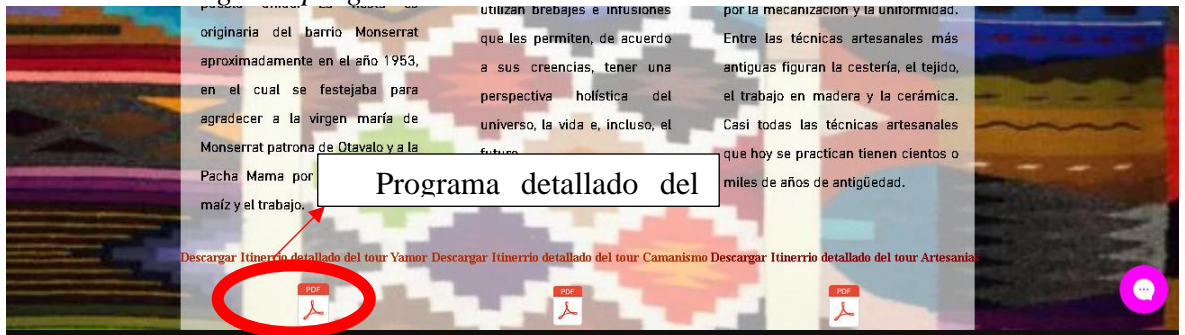 originaria del barrio Monserrat
aproximadamente en el año 1953,
en el cual se festejaba para
agradecer a la virgen maría de
Monserrat patrona de Otavalo y a la
Pacha Mama por
maíz y el trabajo.
utilizan brebajes e infusiones
que les permiten, de acuerdo
a sus creencias, tener una
perspectiva holística del
universo, la vida e, incluso, el
futuro.
por la mecanización y la uniformidad.
Entre las técnicas artesanales más
antiguas figuran la cestería, el tejido,
el trabajo en madera y la cerámica.
Casi todas las técnicas artesanales
que hoy se practican tienen cientos o
miles de años de antigüedad.
Programa detallado del
Descargar Itinerrio detallado del tour Yamor
Descargar Itinerrio detallado del tour Camanismo
Descargar Itinerrio detallado del tour Artesanias
PDF
PDF
PDF